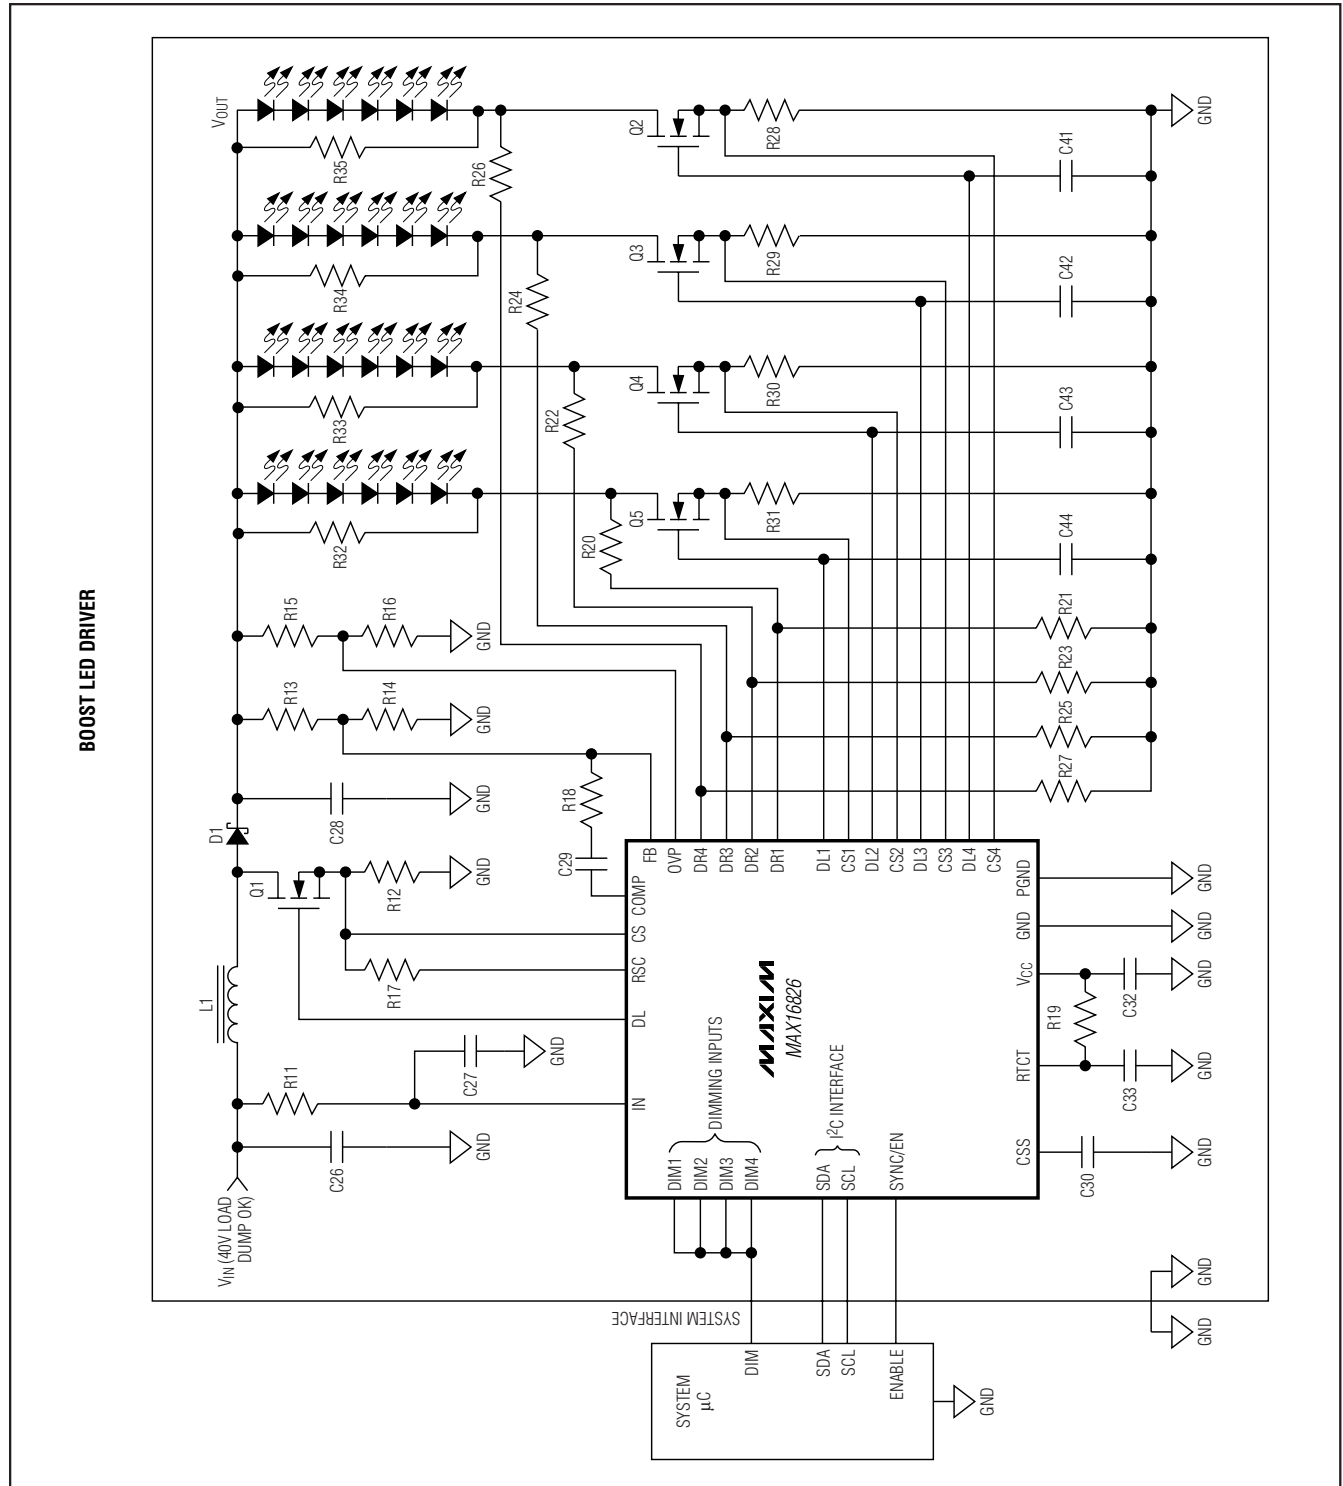 BOOST LED DRIVER
VIN (40V LOAD
DUMP OK)
C26
GND
R11
C27
GND
L1
Q1
R12
GND
R17
D1
C28
GND
R13
R14
GND
R15
R16
GND
R18
C29
VOUT
R32
R33
R34
R35
R20
R22
R24
R26
Q5
Q4
Q3
Q2
R31
R30
R29
R28
C44
C43
C42
C41
GND
R21
R23
R25
R27
IN
DL
RSC
CS
COMP
FB
OVP
DR4
DR3
DR2
DR1
DL1
CS1
DL2
CS2
DL3
CS3
DL4
CS4
MAXIM
MAX16826
DIM1
DIM2
DIM3
DIM4
DIMMING INPUTS
SDA
SCL
I2C INTERFACE
SYNC/EN
CSS
RTCT
VCC
GND
PGND
C30
GND
C33
GND
R19
C32
GND
GND
GND
SYSTEM INTERFACE
SYSTEM
μC
DIM
SDA
SCL
ENABLE
GND
GND
GND